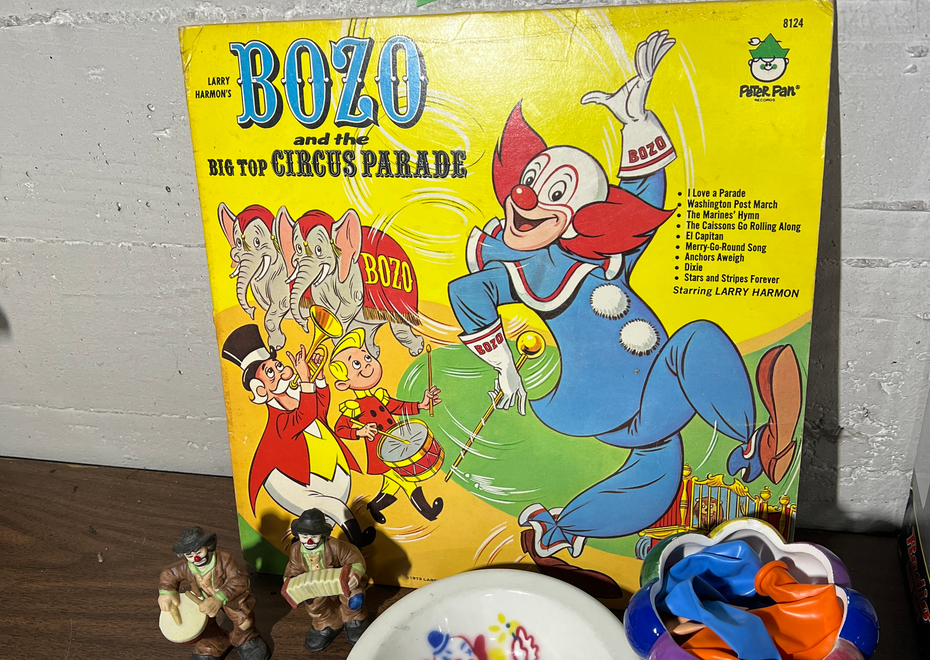 8124
LARRY
HARMON'S
BOZO
and the
BIG TOP CIRCUS PARADE
Peter Pan®
RECORDS
BOZO
BOZO
BOZO
• I Love a Parade
• Washington Post March
• The Marines' Hymn
• The Caissons Go Rolling Along
• El Capitan
• Merry-Go-Round Song
• Anchors Aweigh
• Dixie
• Stars and Stripes Forever
Starring LARRY HARMON